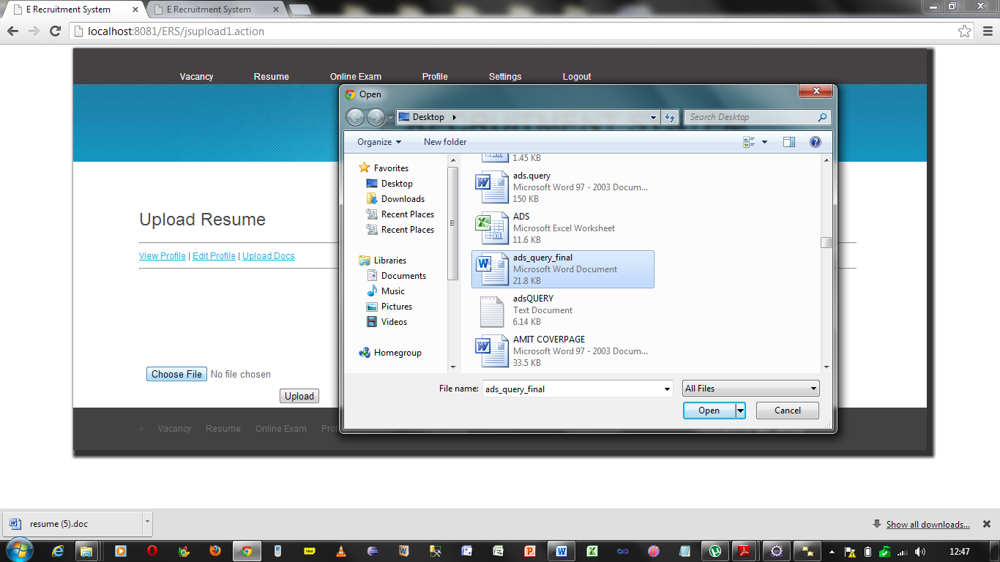 E Recruitment System
E Recruitment System
localhost:8081/ERS/jsupload1.action
Vacancy Resume Online Exam Profile Settings Logout
Upload Resume
View Profile | Edit Profile | Upload Docs
Choose File No file chosen
Upload
Vacancy Resume Online Exam
Open
Desktop
Search Desktop
Organize New folder
Favorites
Desktop
Downloads
Recent Places
Recent Places
Libraries
Documents
Music
Pictures
Videos
Homegroup
1.45 KB
ads.query
Microsoft Word 97 - 2003 Docum...
150 KB
ADS
Microsoft Excel Worksheet
11.6 KB
ads_query_final
Microsoft Word Document
21.8 KB
adsQUERY
Text Document
6.14 KB
AMIT COVERPAGE
Microsoft Word 97 - 2003 Docum...
33.5 KB
File name: ads_query_final
All Files
Open Cancel
resume (5).doc
Show all downloads...
12:47